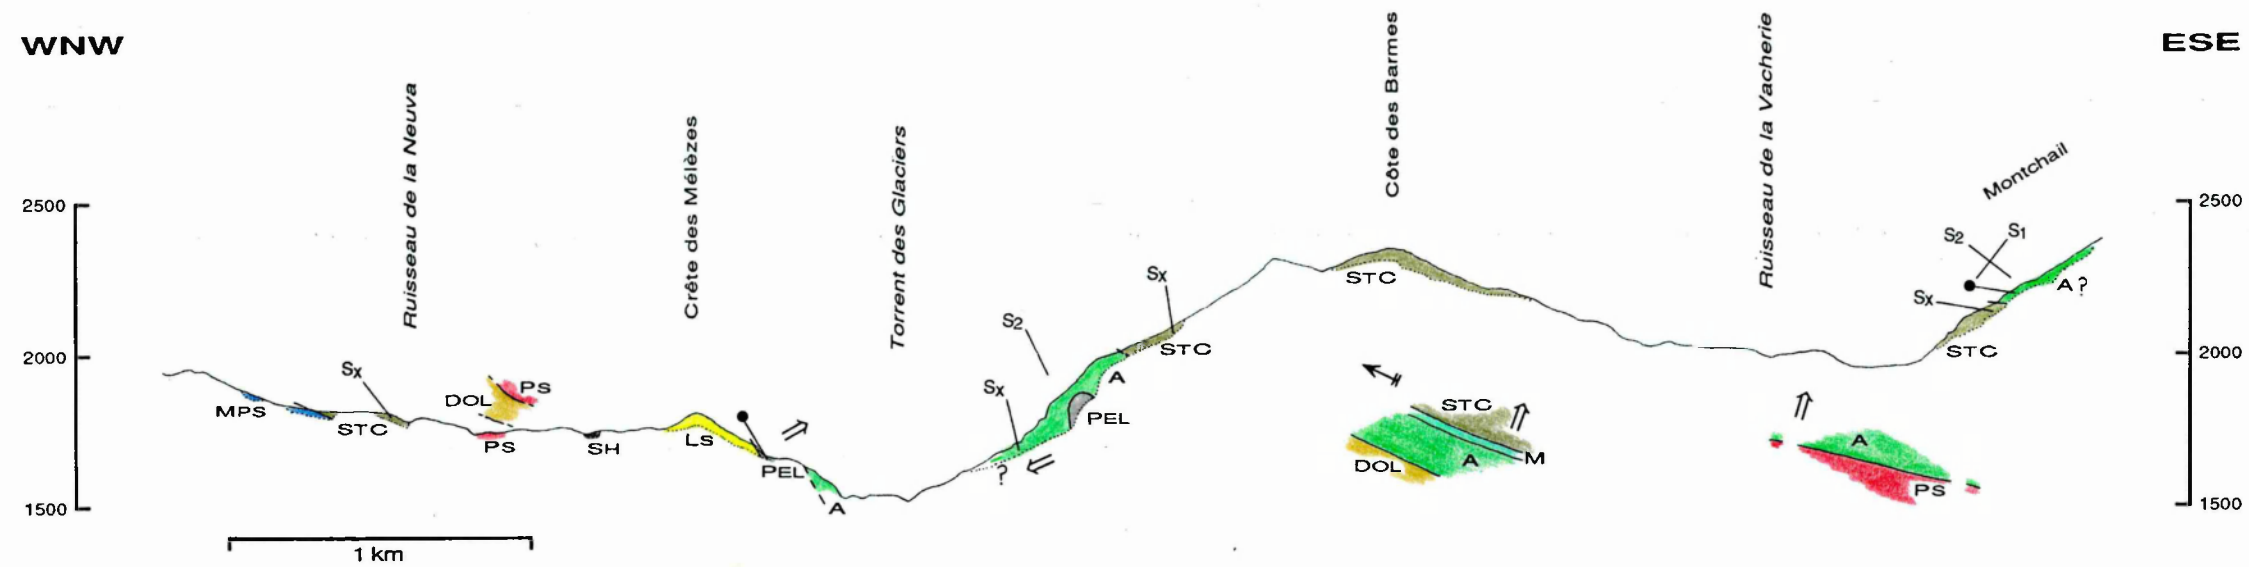 WNW
ESE
Ruisseau de la Neuva
Crête des Mélèzes
Torrent des Glaciers
Côte des Barmes
Ruisseau de la Vacherie
Montchail
2500
2000
1500
2500
2000
1500
MPS
Sx
STC
DOL
PS
PS
SH
LS
PEL
A
S2
Sx
?
A
PEL
Sx
STC
STC
STC
M
A
DOL
A
PS
S2
S1
Sx
STC
A?
1 km